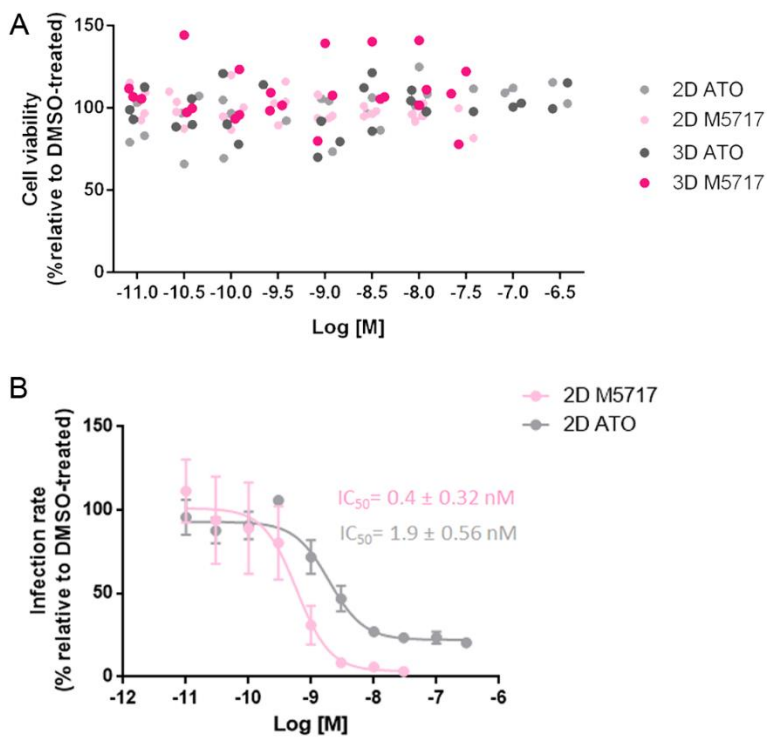 A
Cell viability
(% relative to DMSO-treated)
150
100
50
0
-11.0 -10.5 -10.0 -9.5 -9.0 -8.5 -8.0 -7.5 -7.0 -6.5
Log [M]
2D ATO
2D M5717
3D ATO
3D M5717
B
2D M5717
2D ATO
Infection rate
(% relative to DMSO-treated)
150
100
50
0
IC50= 0.4 ± 0.32 nM
IC50= 1.9 ± 0.56 nM
-12 -11 -10 -9 -8 -7 -6
Log [M]